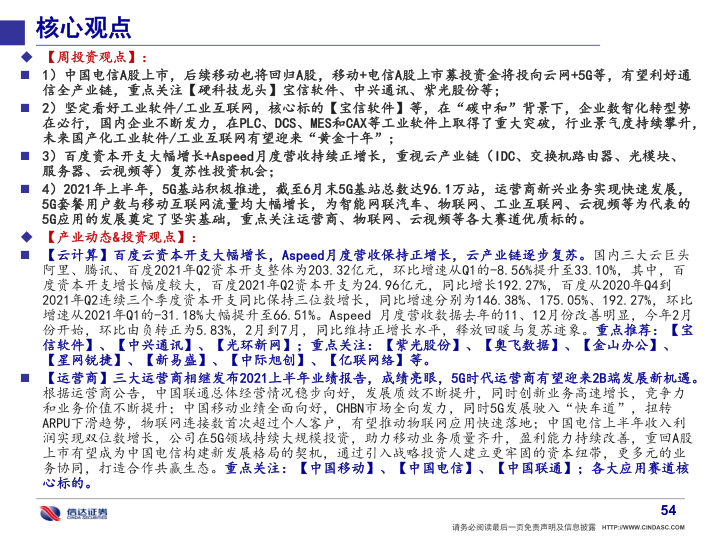 核心观点
◆ 【周投资观点】：
■ 1）中国电信A股上市，后续移动也将回归A股，移动+电信A股上市募投资金将投向云网+5G等，有望利好通
信全产业链，重点关注【硬科技龙头】宝信软件、中兴通讯、紫光股份等；
■ 2）坚定看好工业软件/工业互联网，核心标的【宝信软件】等，在“碳中和”背景下，企业数智化转型势
在必行，国内企业不断发力，在PLC、DCS、MES和CAX等工业软件上取得了重大突破，行业景气度持续攀升，
未来国产化工业软件/工业互联网有望迎来“黄金十年”；
■ 3）百度资本开支大幅增长+Aspeed月度营收持续正增长，重视云产业链（IDC、交换机路由器、光模块、
服务器、云视频等）复苏性投资机会；
■ 4）2021年上半年，5G基站积极推进，截至6月末5G基站总数达96.1万站，运营商新兴业务实现快速发展，
5G套餐用户数与移动互联网流量均大幅增长，为智能网联汽车、物联网、工业互联网、云视频等为代表的
5G应用的发展奠定了坚实基础，重点关注运营商、物联网、云视频等各大赛道优质标的。
◆ 【产业动态&投资观点】：
■ 【云计算】百度云资本开支大幅增长，Aspeed月度营收保持正增长，云产业链逐步复苏。国内三大云巨头
阿里、腾讯、百度2021年Q2资本开支整体为203.32亿元，环比增速从Q1的-8.56%提升至33.10%，其中，百
度资本开支增长幅度较大，百度2021年Q2资本开支为24.96亿元，同比增长192.27%，百度从2020年Q4到
2021年Q2连续三个季度资本开支同比保持三位数增长，同比增速分别为146.38%、175.05%、192.27%，环比
增速从2021年Q1的-31.18%大幅提升至66.51%。Aspeed 月度营收数据去年的11、12月份改善明显，今年2月
份开始，环比由负转正为5.83%，2月到7月，同比维持正增长水平，释放回暖与复苏迹象。重点推荐：【宝
信软件】、【中兴通讯】、【光环新网】；重点关注：【紫光股份】、【奥飞数据】、【金山办公】、
【星网锐捷】、【新易盛】、【中际旭创】、【亿联网络】等。
■ 【运营商】三大运营商相继发布2021上半年业绩报告，成绩亮眼，5G时代运营商有望迎来2B端发展新机遇。
根据运营商公告，中国联通总体经营情况稳步向好，发展质效不断提升，同时创新业务高速增长，竞争力
和业务价值不断提升；中国移动业绩全面向好，CHBN市场全向发力，同时5G发展驶入“快车道”，扭转
ARPU下滑趋势，物联网连接数首次超过个人客户，有望推动物联网应用快速落地；中国电信上半年收入利
润实现双位数增长，公司在5G领域持续大规模投资，助力移动业务质量齐升，盈利能力持续改善，重回A股
上市有望成为中国电信构建新发展格局的契机，通过引入战略投资人建立更牢固的资本纽带，更多元的业
务协同，打造合作共赢生态。重点关注：【中国移动】、【中国电信】、【中国联通】；各大应用赛道核
心标的。
信达证券
CINDA SECURITIES
54
请务必阅读最后一页免责声明及信息披露 HTTP://WWW.CINDASC.COM